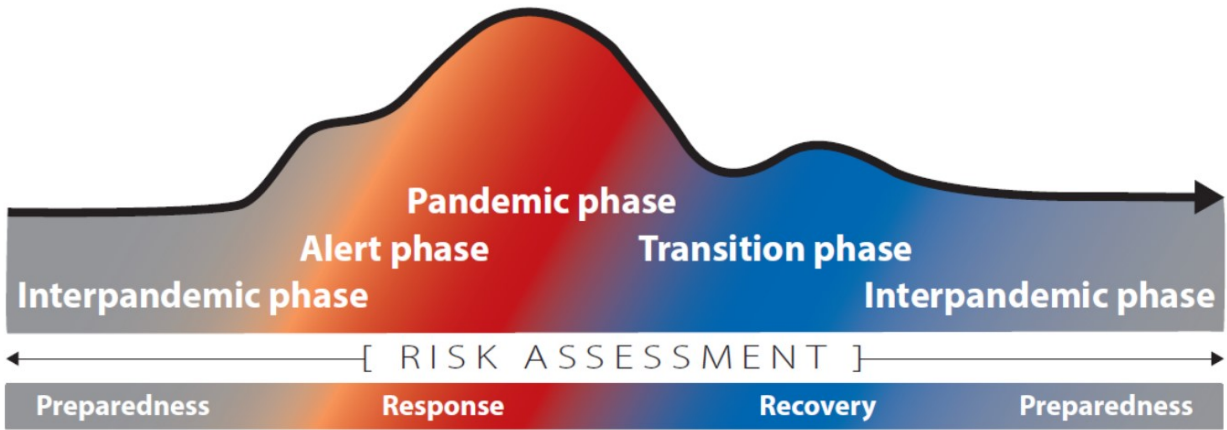 Pandemic phase
Alert phase
Transition phase
Interpandemic phase
Interpandemic phase
[ RISK ASSESSMENT ]
Preparedness
Response
Recovery
Preparedness